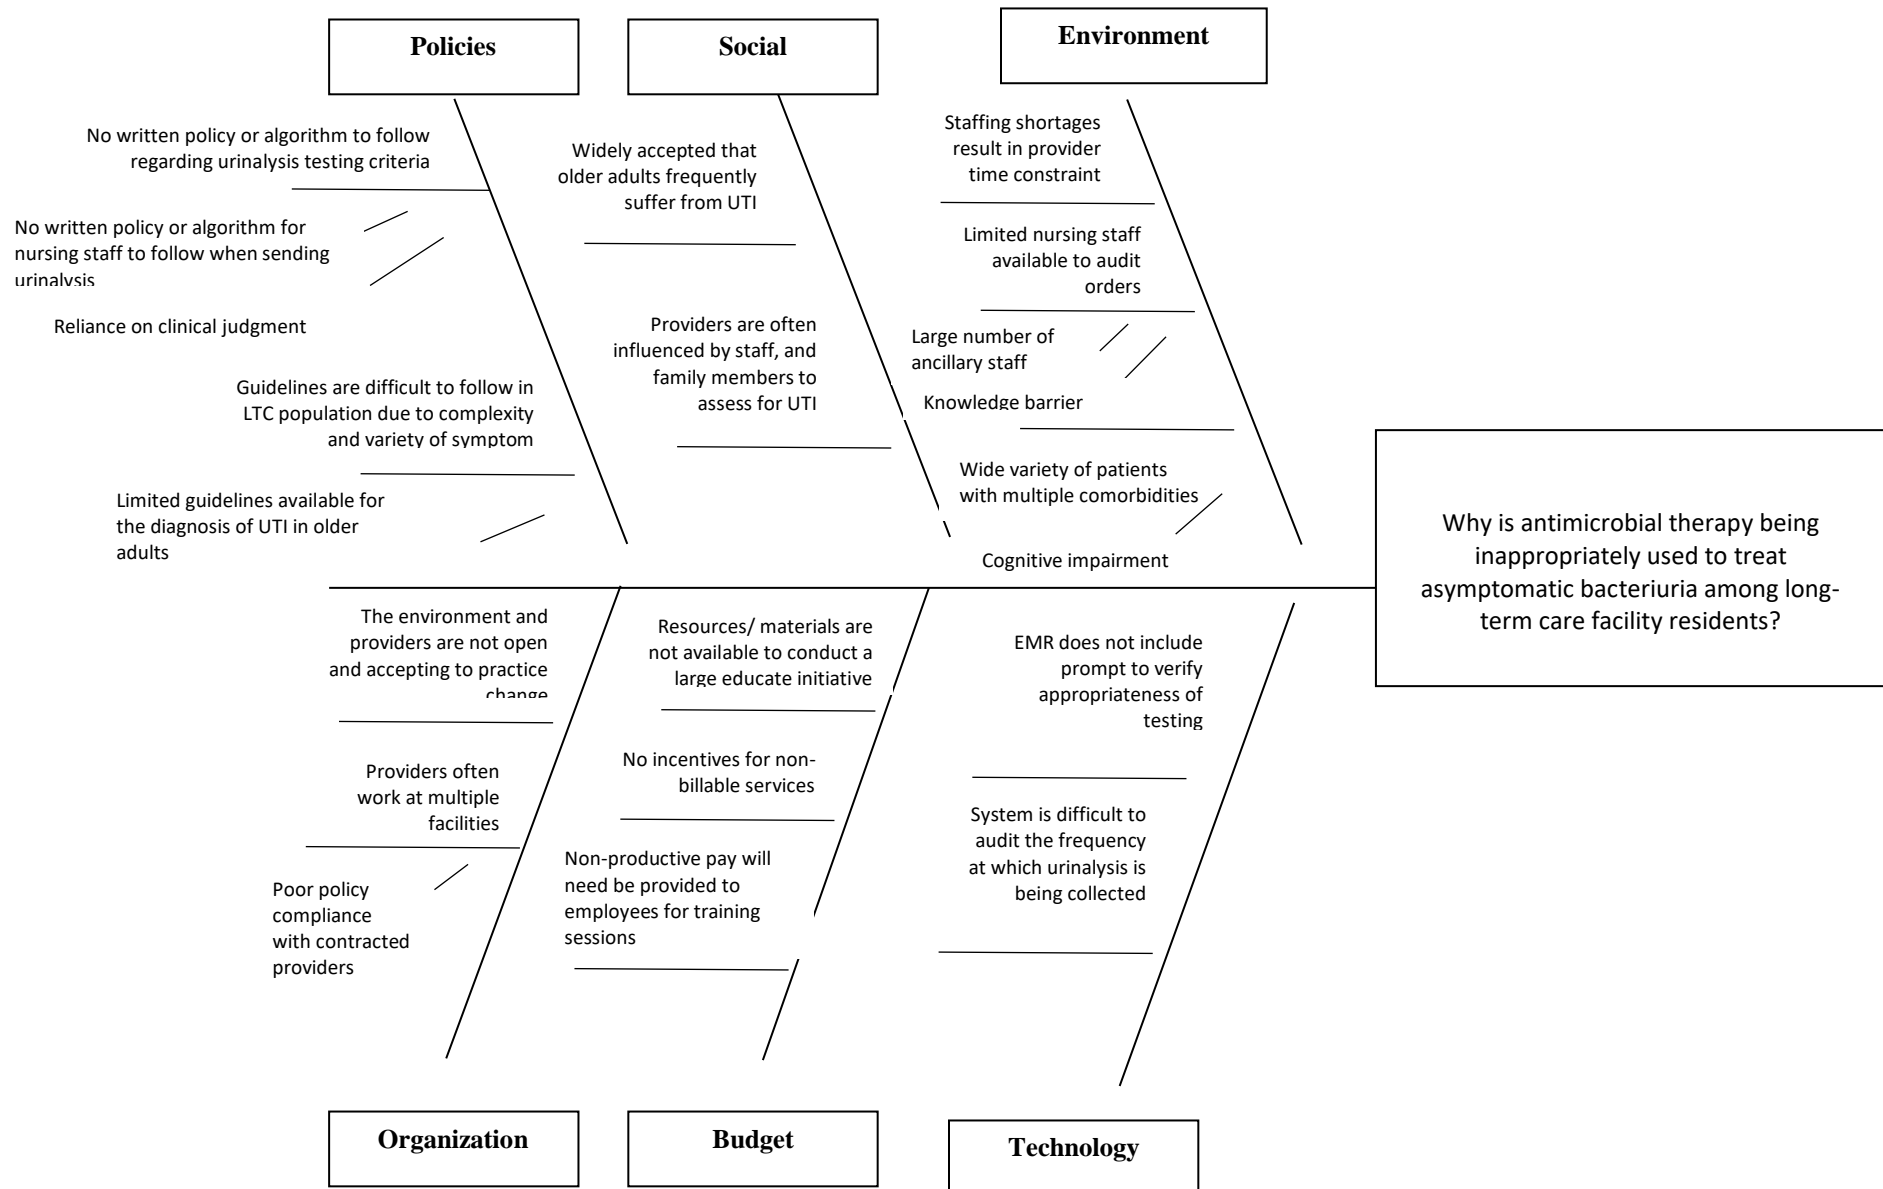 Policies
Social
Environment
No written policy or algorithm to follow
regarding urinalysis testing criteria
No written policy or algorithm for
nursing staff to follow when sending
urinalysis
Reliance on clinical judgment
Guidelines are difficult to follow in
LTC population due to complexity
and variety of symptom
Limited guidelines available for
the diagnosis of UTI in older
adults
Widely accepted that
older adults frequently
suffer from UTI
Providers are often
influenced by staff, and
family members to
assess for UTI
Staffing shortages
result in provider
time constraint
Limited nursing staff
available to audit
orders
Large number of
ancillary staff
Knowledge barrier
Wide variety of patients
with multiple comorbidities
Cognitive impairment
Why is antimicrobial therapy being
inappropriately used to treat
asymptomatic bacteriuria among long-
term care facility residents?
The environment and
providers are not open
and accepting to practice
change
Providers often
work at multiple
facilities
Poor policy
compliance
with contracted
providers
Resources/ materials are
not available to conduct a
large educate initiative
No incentives for non-
billable services
Non-productive pay will
need be provided to
employees for training
sessions
EMR does not include
prompt to verify
appropriateness of
testing
System is difficult to
audit the frequency
at which urinalysis is
being collected
Organization
Budget
Technology